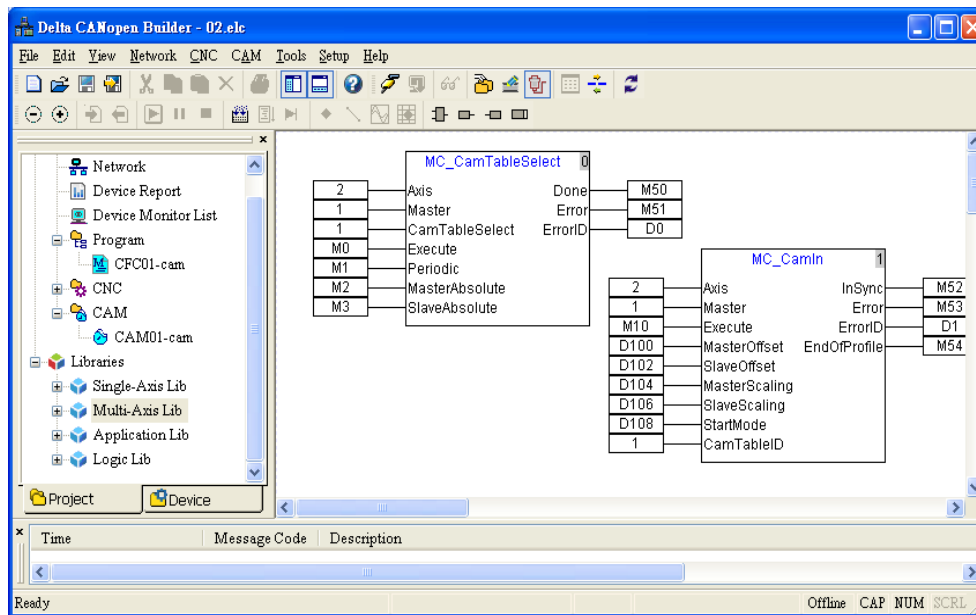 Delta CANopen Builder - 02.elc
File Edit View Network CNC CAM Tools Setup Help
Network
Device Report
Device Monitor List
Program
CFC01-cam
CNC
CAM
CAM01-cam
Libraries
Single-Axis Lib
Multi-Axis Lib
Application Lib
Logic Lib
Project Device
MC_CamTableSelect 0
2 Axis Done M50
1 Master Error M51
1 CamTableSelect ErrorID D0
M0 Execute
M1 Periodic
M2 MasterAbsolute
M3 SlaveAbsolute
MC_CamIn 1
2 Axis InSync M52
1 Master Error M53
M10 Execute ErrorID D1
D100 MasterOffset EndOfProfile M54
D102 SlaveOffset
D104 MasterScaling
D106 SlaveScaling
D108 StartMode
1 CamTableID
Time Message Code Description
Ready Offline CAP NUM SCRL